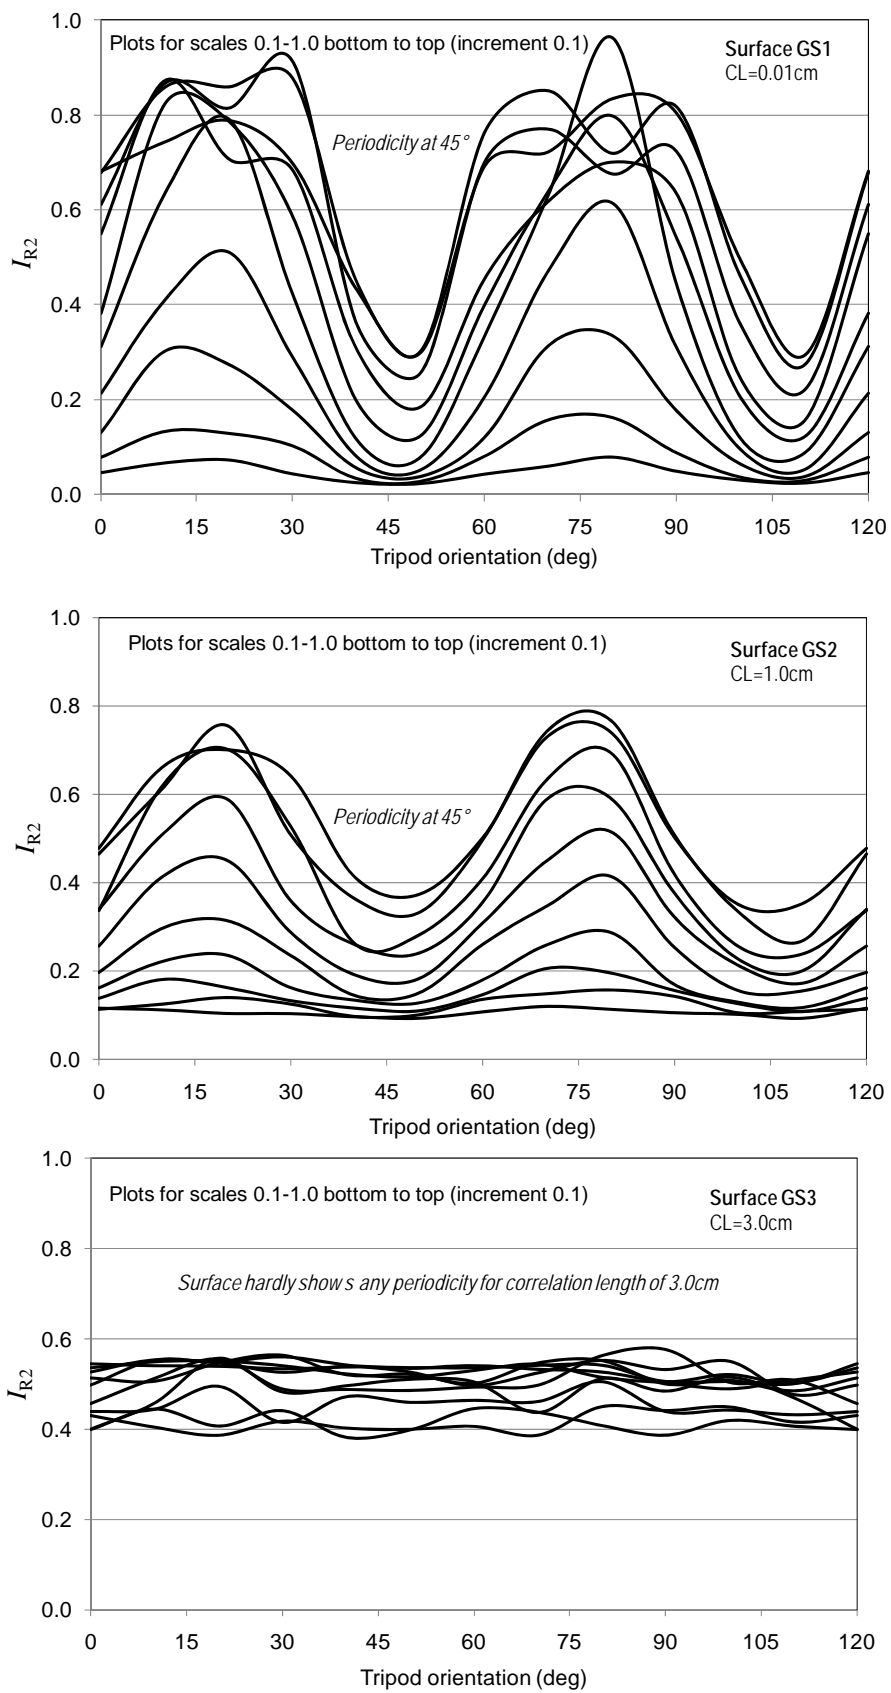 1.0
Plots for scales 0.1-1.0 bottom to top (increment 0.1)
Surface GS1
CL=0.01cm
0.8
Periodicity at 45°
0.6
I_R2
0.4
0.2
0.0
0 15 30 45 60 75 90 105 120
Tripod orientation (deg)
1.0
Plots for scales 0.1-1.0 bottom to top (increment 0.1)
Surface GS2
CL=1.0cm
0.8
0.6
Periodicity at 45°
I_R2
0.4
0.2
0.0
0 15 30 45 60 75 90 105 120
Tripod orientation (deg)
1.0
Plots for scales 0.1-1.0 bottom to top (increment 0.1)
Surface GS3
CL=3.0cm
0.8
Surface hardly shows any periodicity for correlation length of 3.0cm
0.6
I_R2
0.4
0.2
0.0
0 15 30 45 60 75 90 105 120
Tripod orientation (deg)